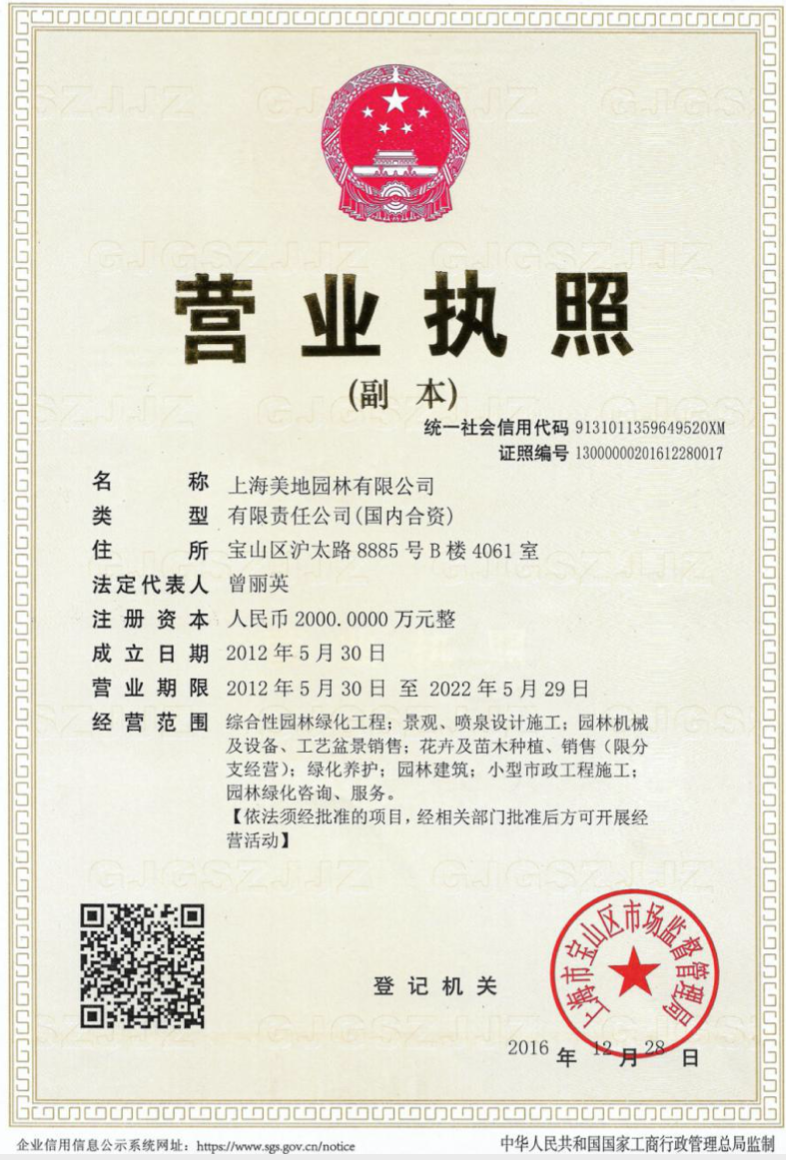 营业执照
(副 本)
统一社会信用代码 9131011359649520XM
证照编号 13000000201612280017
名 称 上海美地园林有限公司
类 型 有限责任公司(国内合资)
住 所 宝山区沪太路 8885 号 B 楼 4061 室
法定代表人 曾丽英
注 册 资 本 人民币 2000.0000 万元整
成 立 日 期 2012 年 5 月 30 日
营 业 期 限 2012 年 5 月 30 日 至 2022 年 5 月 29 日
经 营 范 围 综合性园林绿化工程；景观、喷泉设计施工；园林机械
及设备、工艺盆景销售；花卉及苗木种植、销售（限分
支经营）；绿化养护；园林建筑；小型市政工程施工；
园林绿化咨询、服务。
【依法须经批准的项目，经相关部门批准后方可开展经
营活动】
上海市宝山区市场监督管理局
登 记 机 关
2016 年 12 月 28 日
企业信用信息公示系统网址：https://www.sgs.gov.cn/notice
中华人民共和国国家工商行政管理总局监制